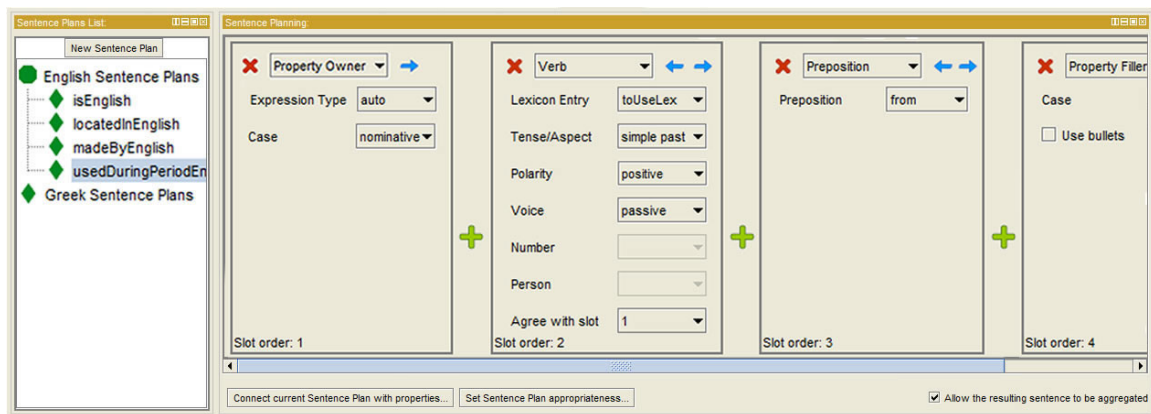 Sentence Plans List:
New Sentence Plan
English Sentence Plans
isEnglish
locatedInEnglish
madeByEnglish
usedDuringPeriodEn
Greek Sentence Plans
Sentence Planning:
Property Owner
Expression Type auto
Case nominative
Slot order: 1
Verb
Lexicon Entry toUseLex
Tense/Aspect simple past
Polarity positive
Voice passive
Number
Person
Agree with slot 1
Slot order: 2
Preposition
Preposition from
Slot order: 3
Property Filler
Case
Use bullets
Slot order: 4
Connect current Sentence Plan with properties... Set Sentence Plan appropriateness... Allow the resulting sentence to be aggregated